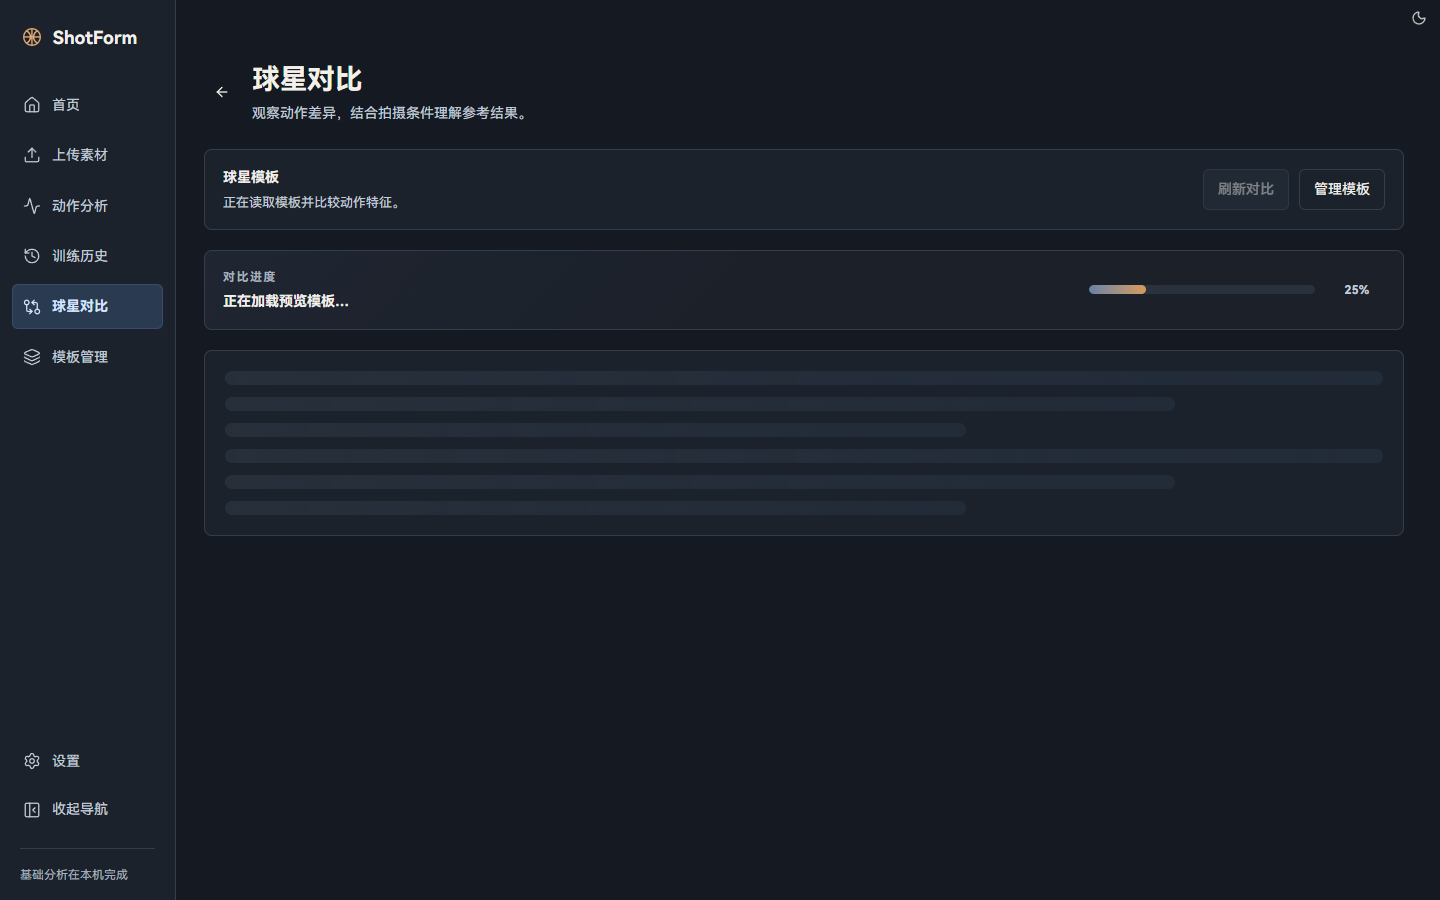 ShotForm
首页
上传素材
动作分析
训练历史
球星对比
模板管理
设置
收起导航
基础分析在本机完成
球星对比
观察动作差异，结合拍摄条件理解参考结果。
球星模板
正在读取模板并比较动作特征。
刷新对比
管理模板
对比进度
正在加载预览模板...
25%